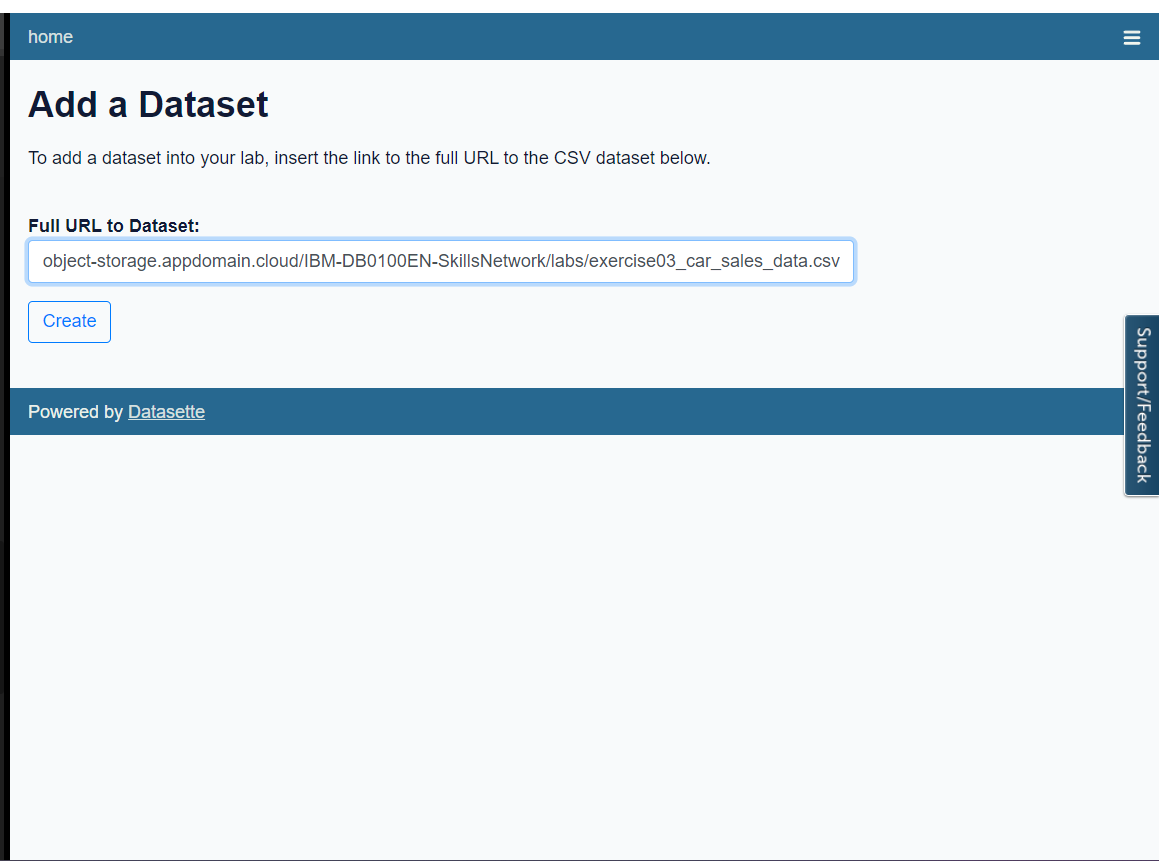 home
Add a Dataset
To add a dataset into your lab, insert the link to the full URL to the CSV dataset below.
Full URL to Dataset:
object-storage.appdomain.cloud/IBM-DB0100EN-SkillsNetwork/labs/exercise03_car_sales_data.csv
Create
Support/Feedback
Powered by Datasette